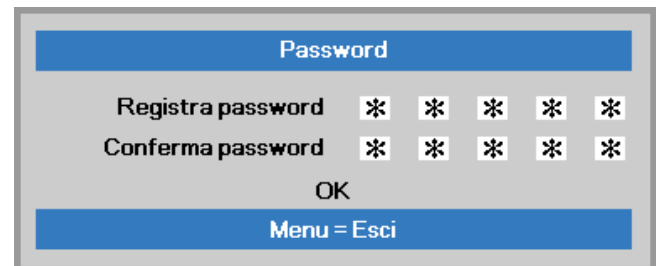 Password
Registra password * * * * *
Conferma password * * * * *
OK
Menu = Esci